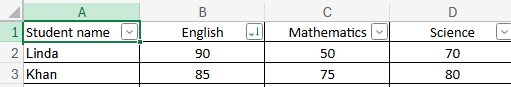 A B C D
1 Student name English Mathematics Science
2 Linda 90 50 70
3 Khan 85 75 80